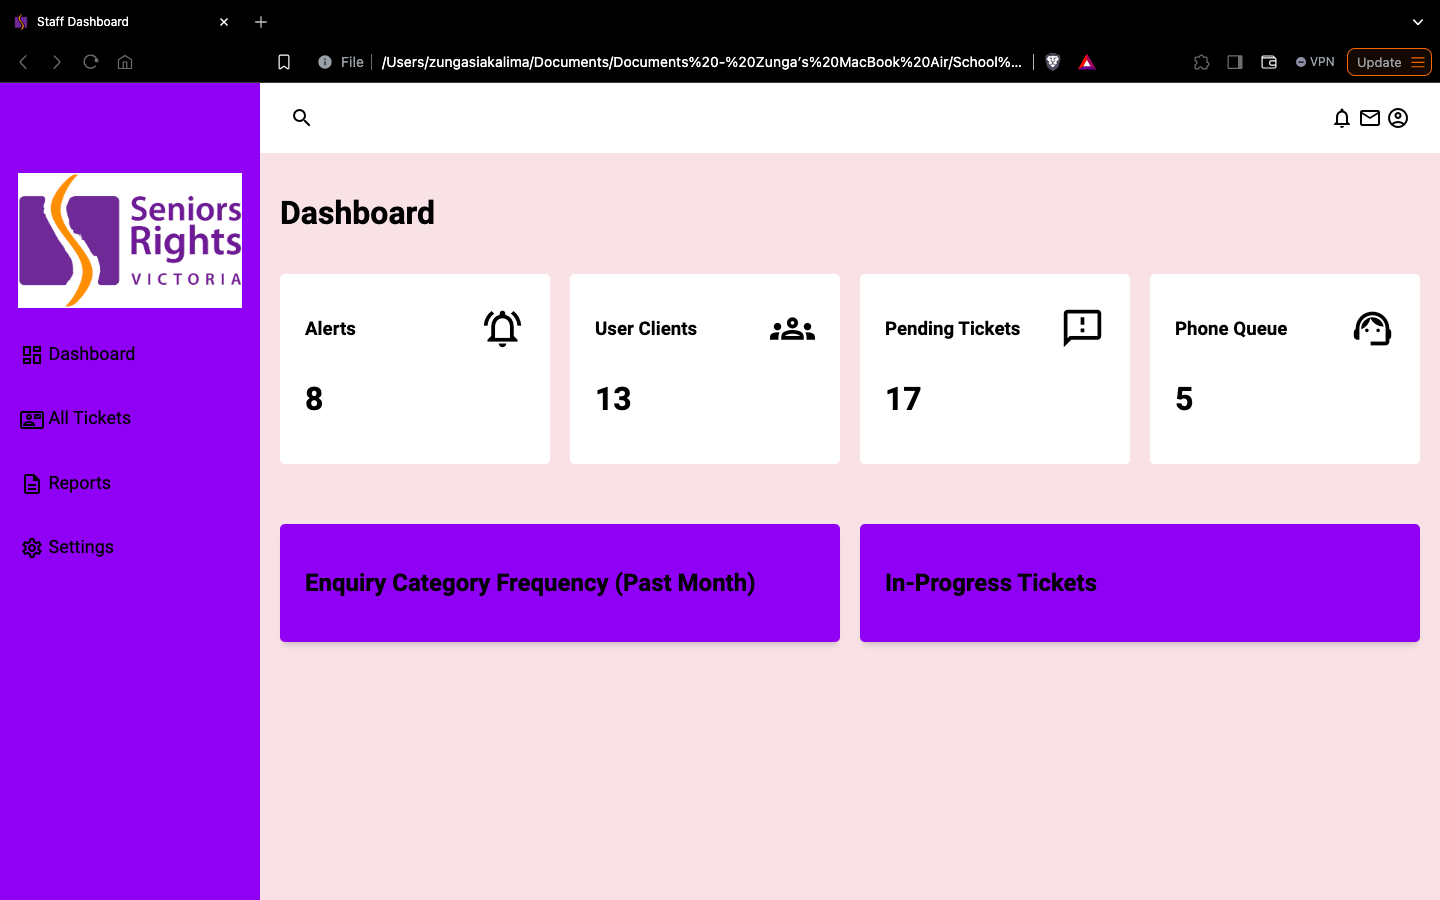 Staff Dashboard
File
/Users/zungasiakalima/Documents/Documents%20-%20Zunga's%20MacBook%20Air/School%...
VPN
Update
Seniors
Rights
VICTORIA
Dashboard
All Tickets
Reports
Settings
Dashboard
Alerts
8
User Clients
13
Pending Tickets
17
Phone Queue
5
Enquiry Category Frequency (Past Month)
In-Progress Tickets